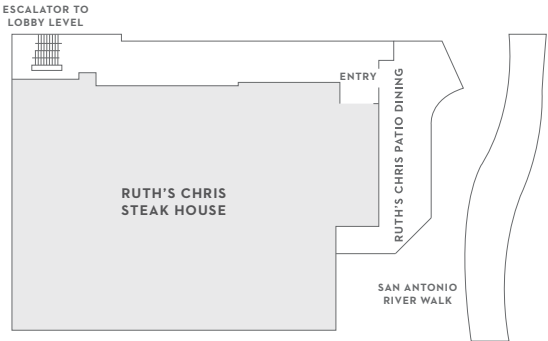 ESCALATOR TO
LOBBY LEVEL
ENTRY
RUTH'S CHRIS PATIO DINING
RUTH'S CHRIS
STEAK HOUSE
SAN ANTONIO
RIVER WALK